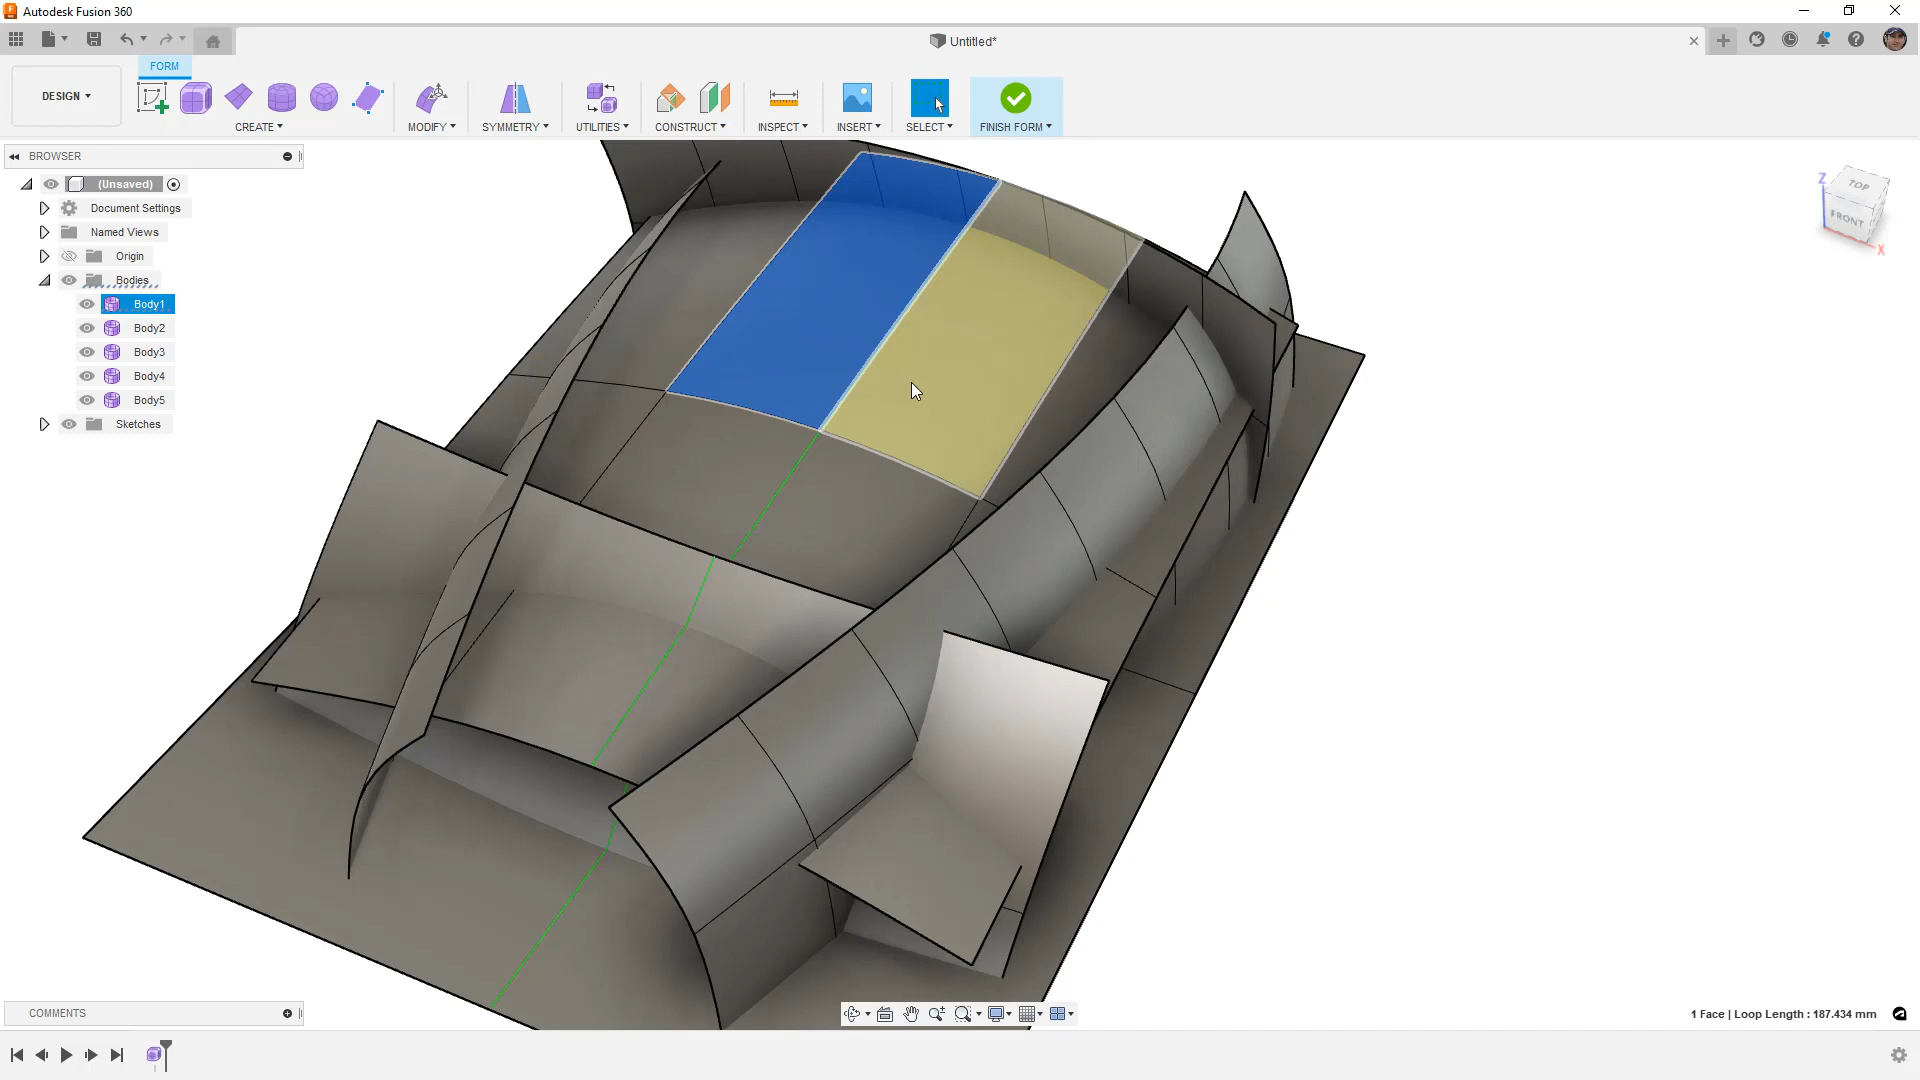 Autodesk Fusion 360
Untitled*
FORM
DESIGN
CREATE
MODIFY
SYMMETRY
UTILITIES
CONSTRUCT
INSPECT
INSERT
SELECT
FINISH FORM
BROWSER
(Unsaved)
Document Settings
Named Views
Origin
Bodies
Body1
Body2
Body3
Body4
Body5
Sketches
Z
TOP
FRONT
X
COMMENTS
1 Face | Loop Length : 187.434 mm